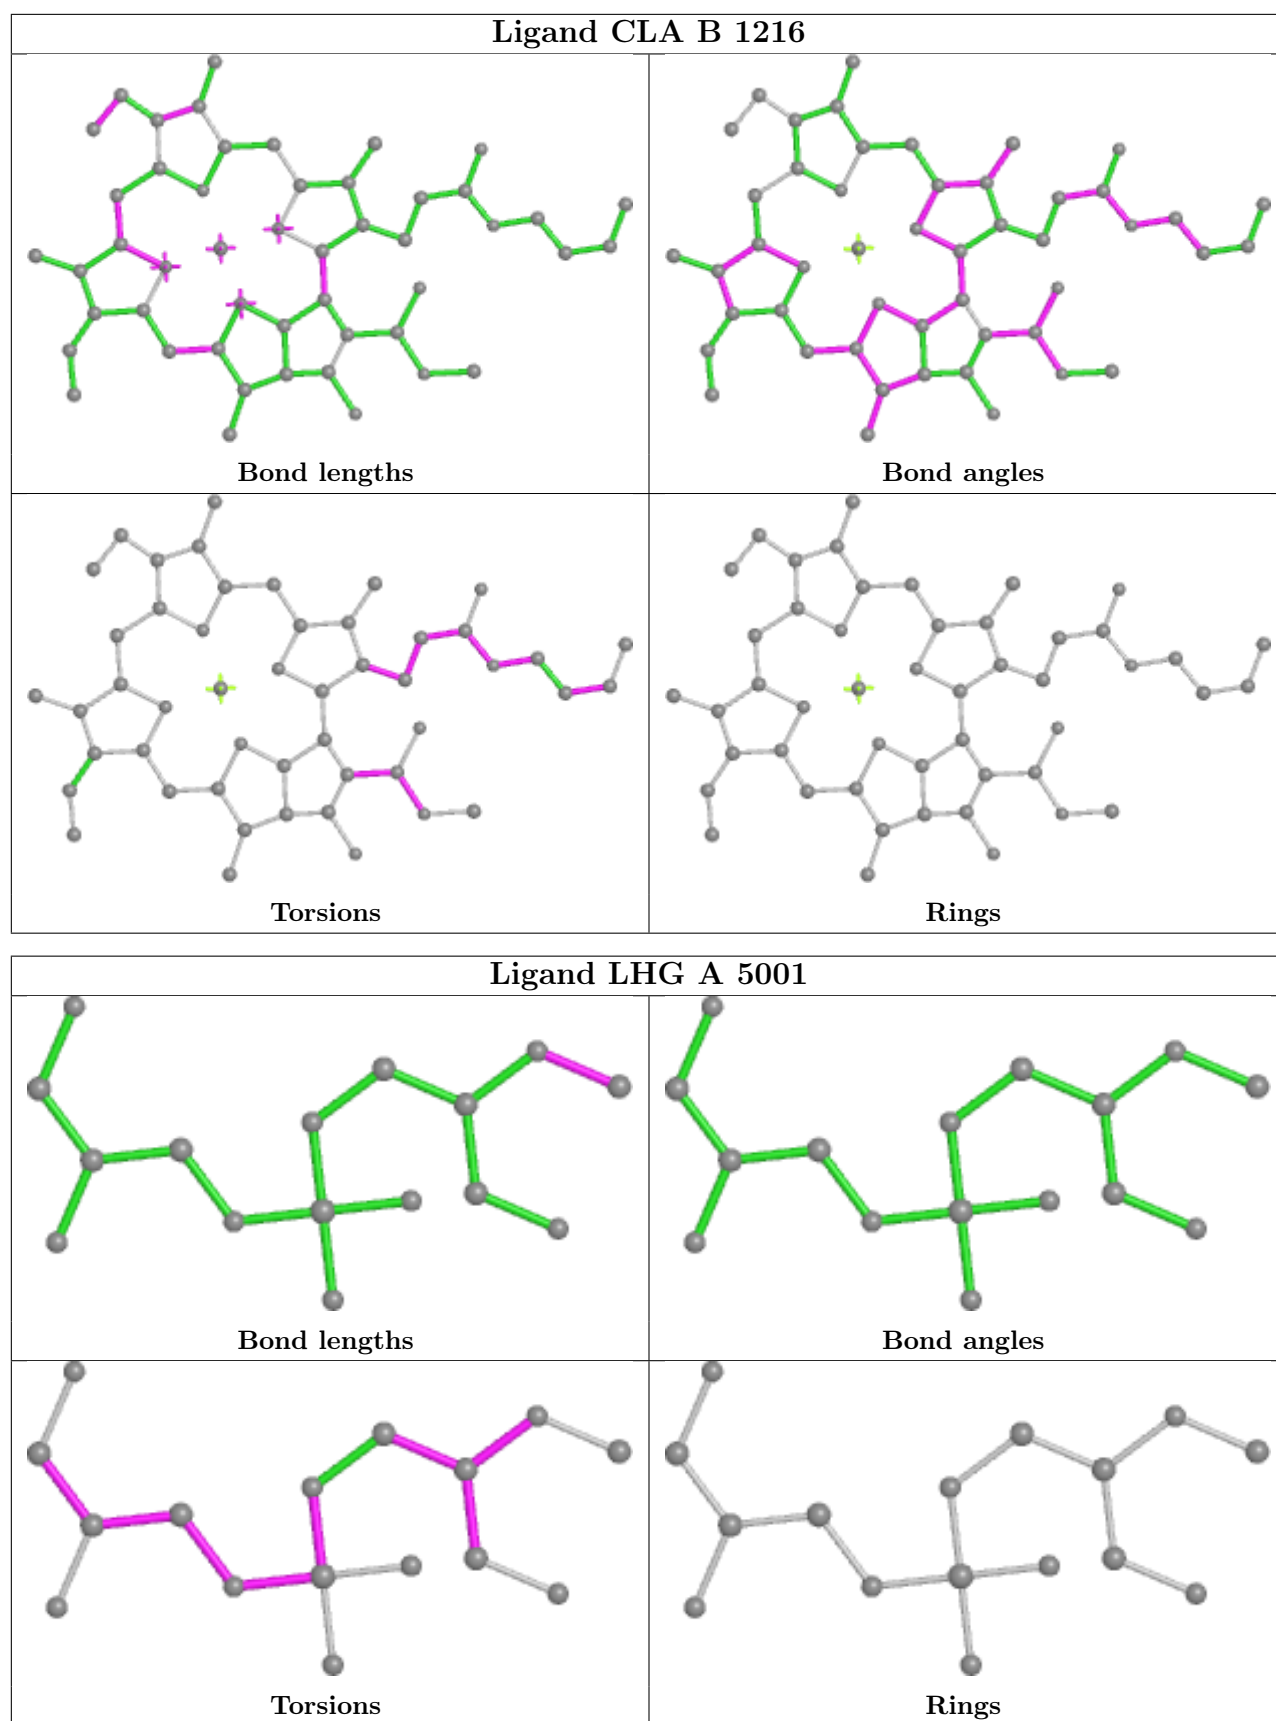 Ligand CLA B 1216
Bond lengths
Bond angles
Torsions
Rings
Ligand LHG A 5001
Bond lengths
Bond angles
Torsions
Rings